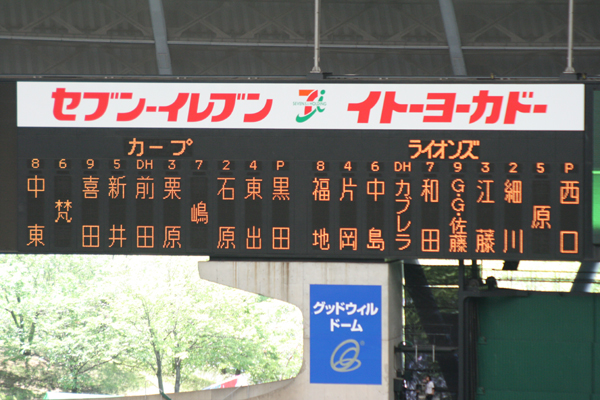 セブン-イレブン イトーヨーカドー
カープ ライオンズ
8 6 9 5 DH 3 7 2 4 P 8 4 6 DH 7 9 3 2 5 P
中東 梵 喜田 新井 前田 栗原 嶋 石原 東出 黒田 福地 片岡 中島 カブレラ 和田 G.G.佐藤 江藤 細川 原 西口
グッドウィル
ドーム